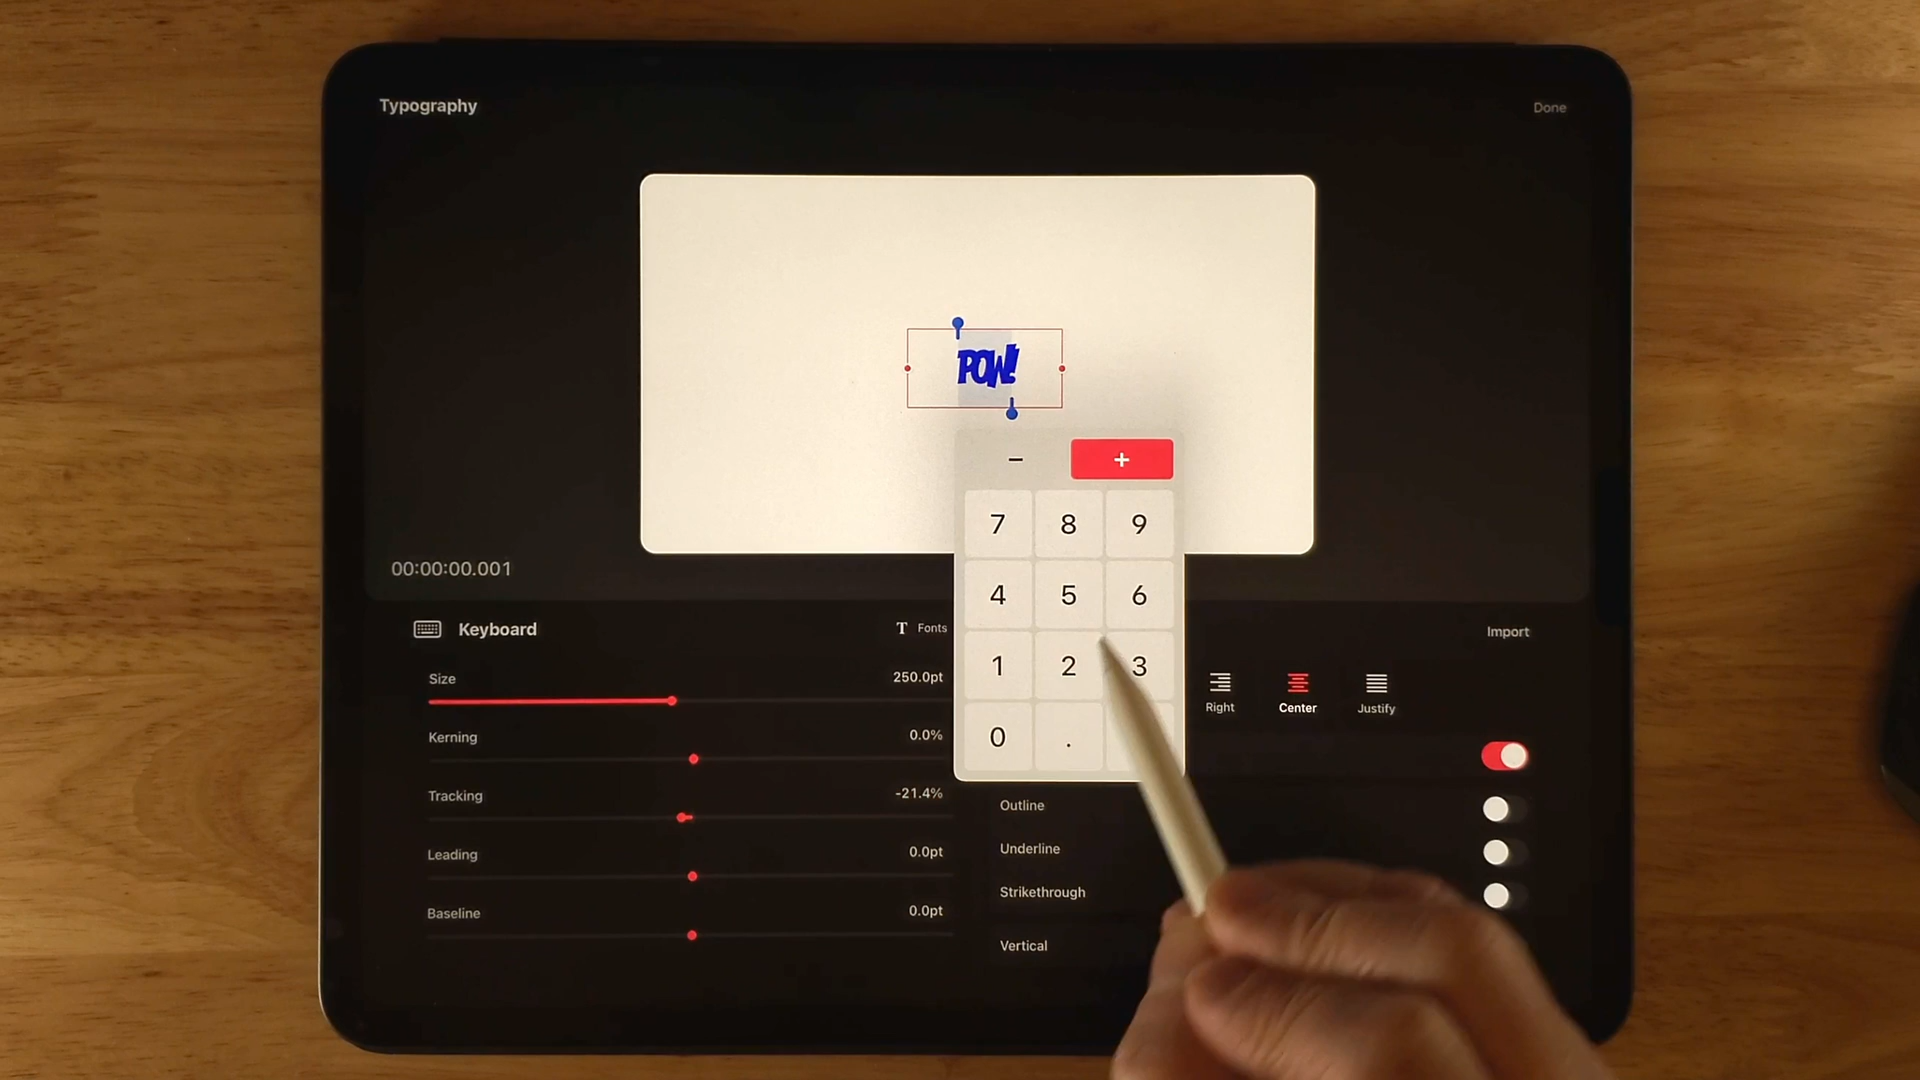 Typography
Done
POW!
− +
7 8 9
4 5 6
1 2 3
0 .
00:00:00.001
Keyboard
T Fonts
Import
Size
250.0pt
Kerning
0.0%
Tracking
-21.4%
Leading
0.0pt
Baseline
0.0pt
Right
Center
Justify
Outline
Underline
Strikethrough
Vertical